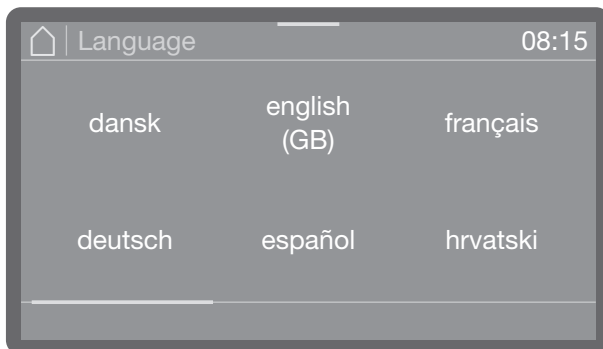 Language 08:15
dansk
english
(GB)
français
deutsch
español
hrvatski